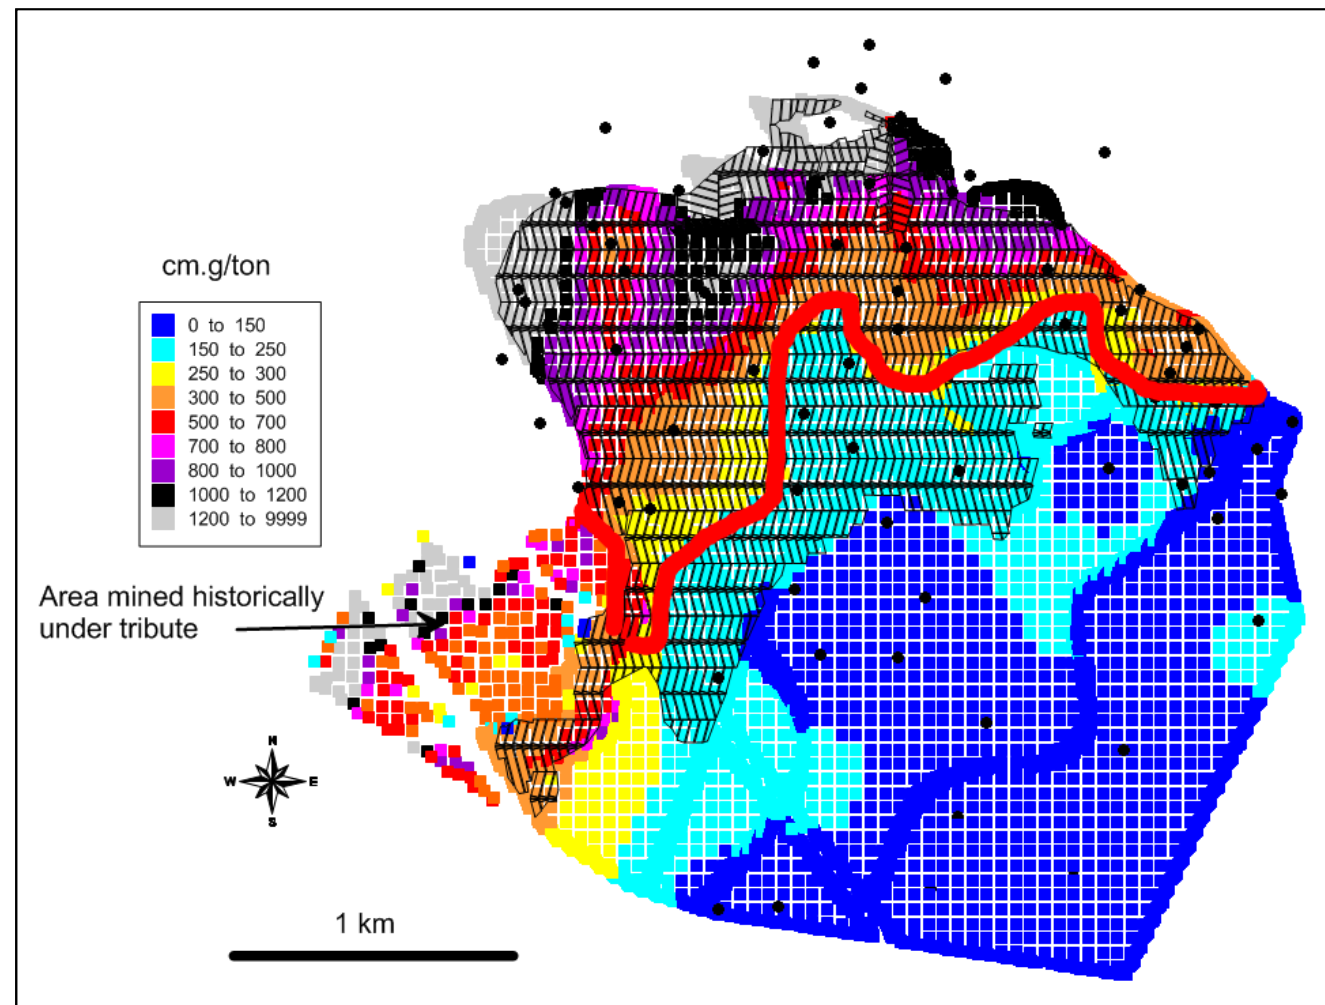 cm.g/ton
0 to 150
150 to 250
250 to 300
300 to 500
500 to 700
700 to 800
800 to 1000
1000 to 1200
1200 to 9999
Area mined historically
under tribute
N
W E
S
1 km